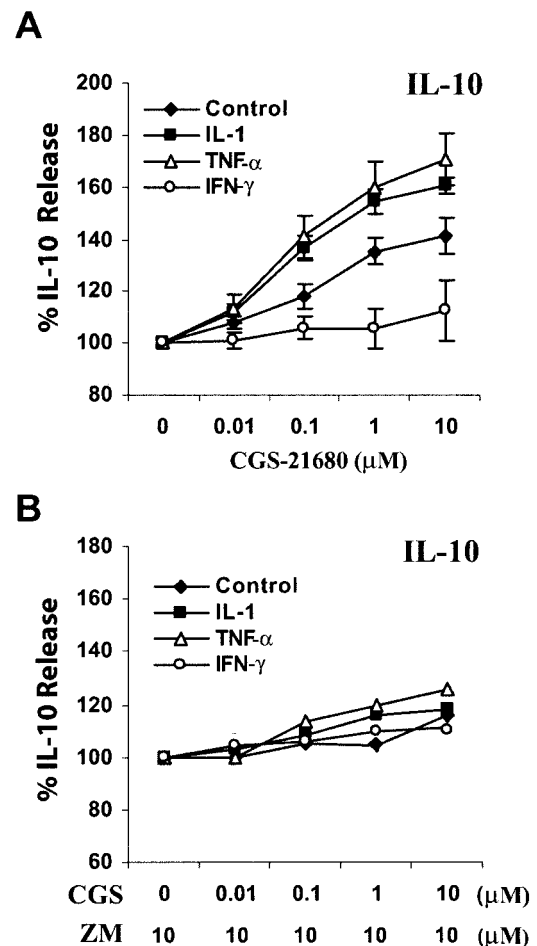 A
IL-10
% IL-10 Release
200
180
160
140
120
100
80
Control
IL-1
TNF-α
IFN-γ
0 0.01 0.1 1 10
CGS-21680 (μM)
B
IL-10
% IL-10 Release
180
160
140
120
100
80
60
Control
IL-1
TNF-α
IFN-γ
CGS 0 0.01 0.1 1 10 (μM)
ZM 10 10 10 10 10 (μM)